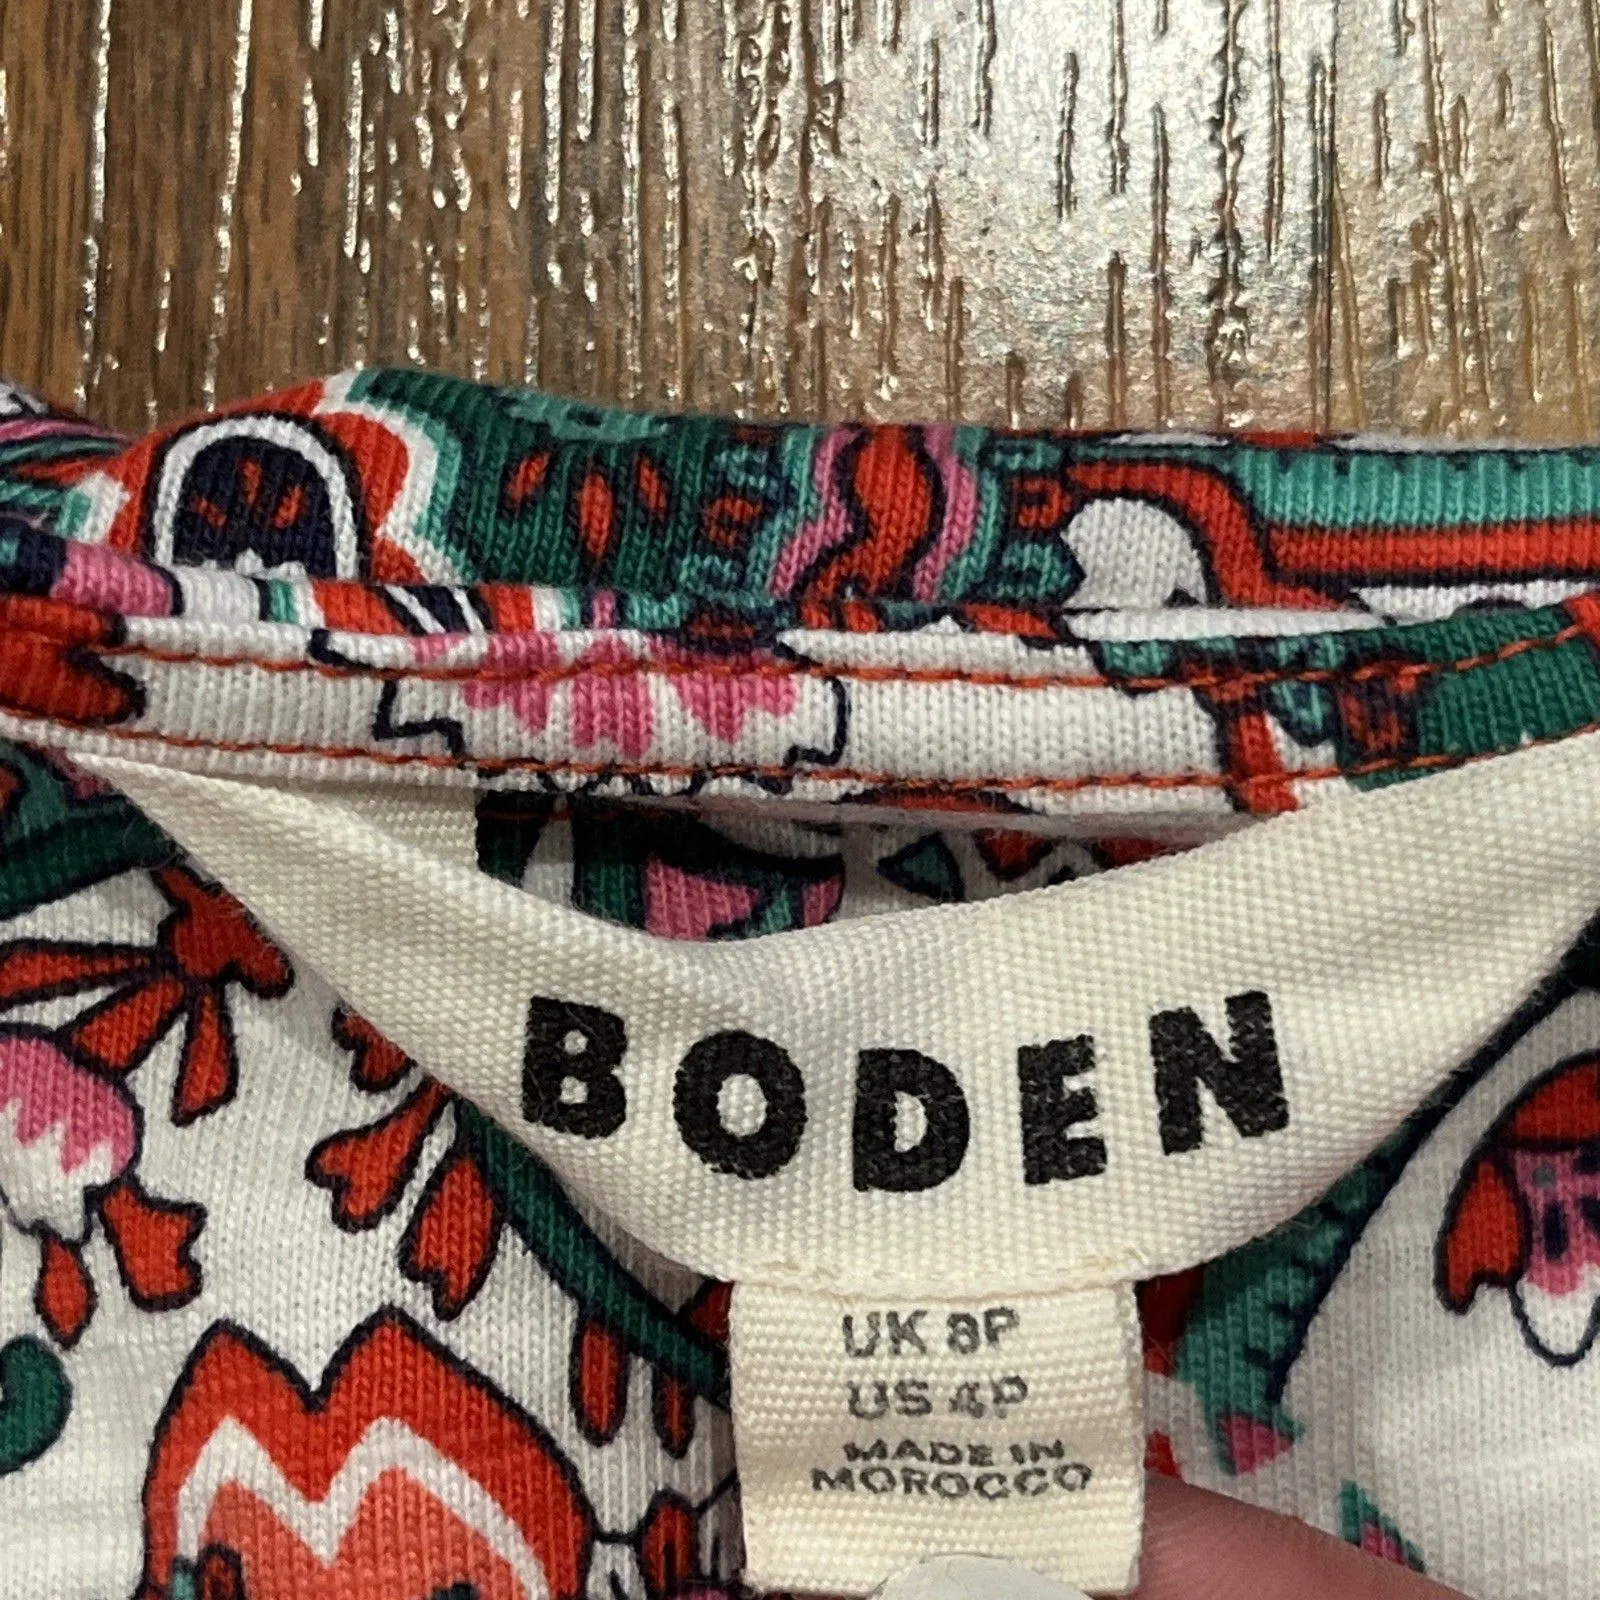 BODEN
UK 8P
US 4P
MADE IN
MOROCCO